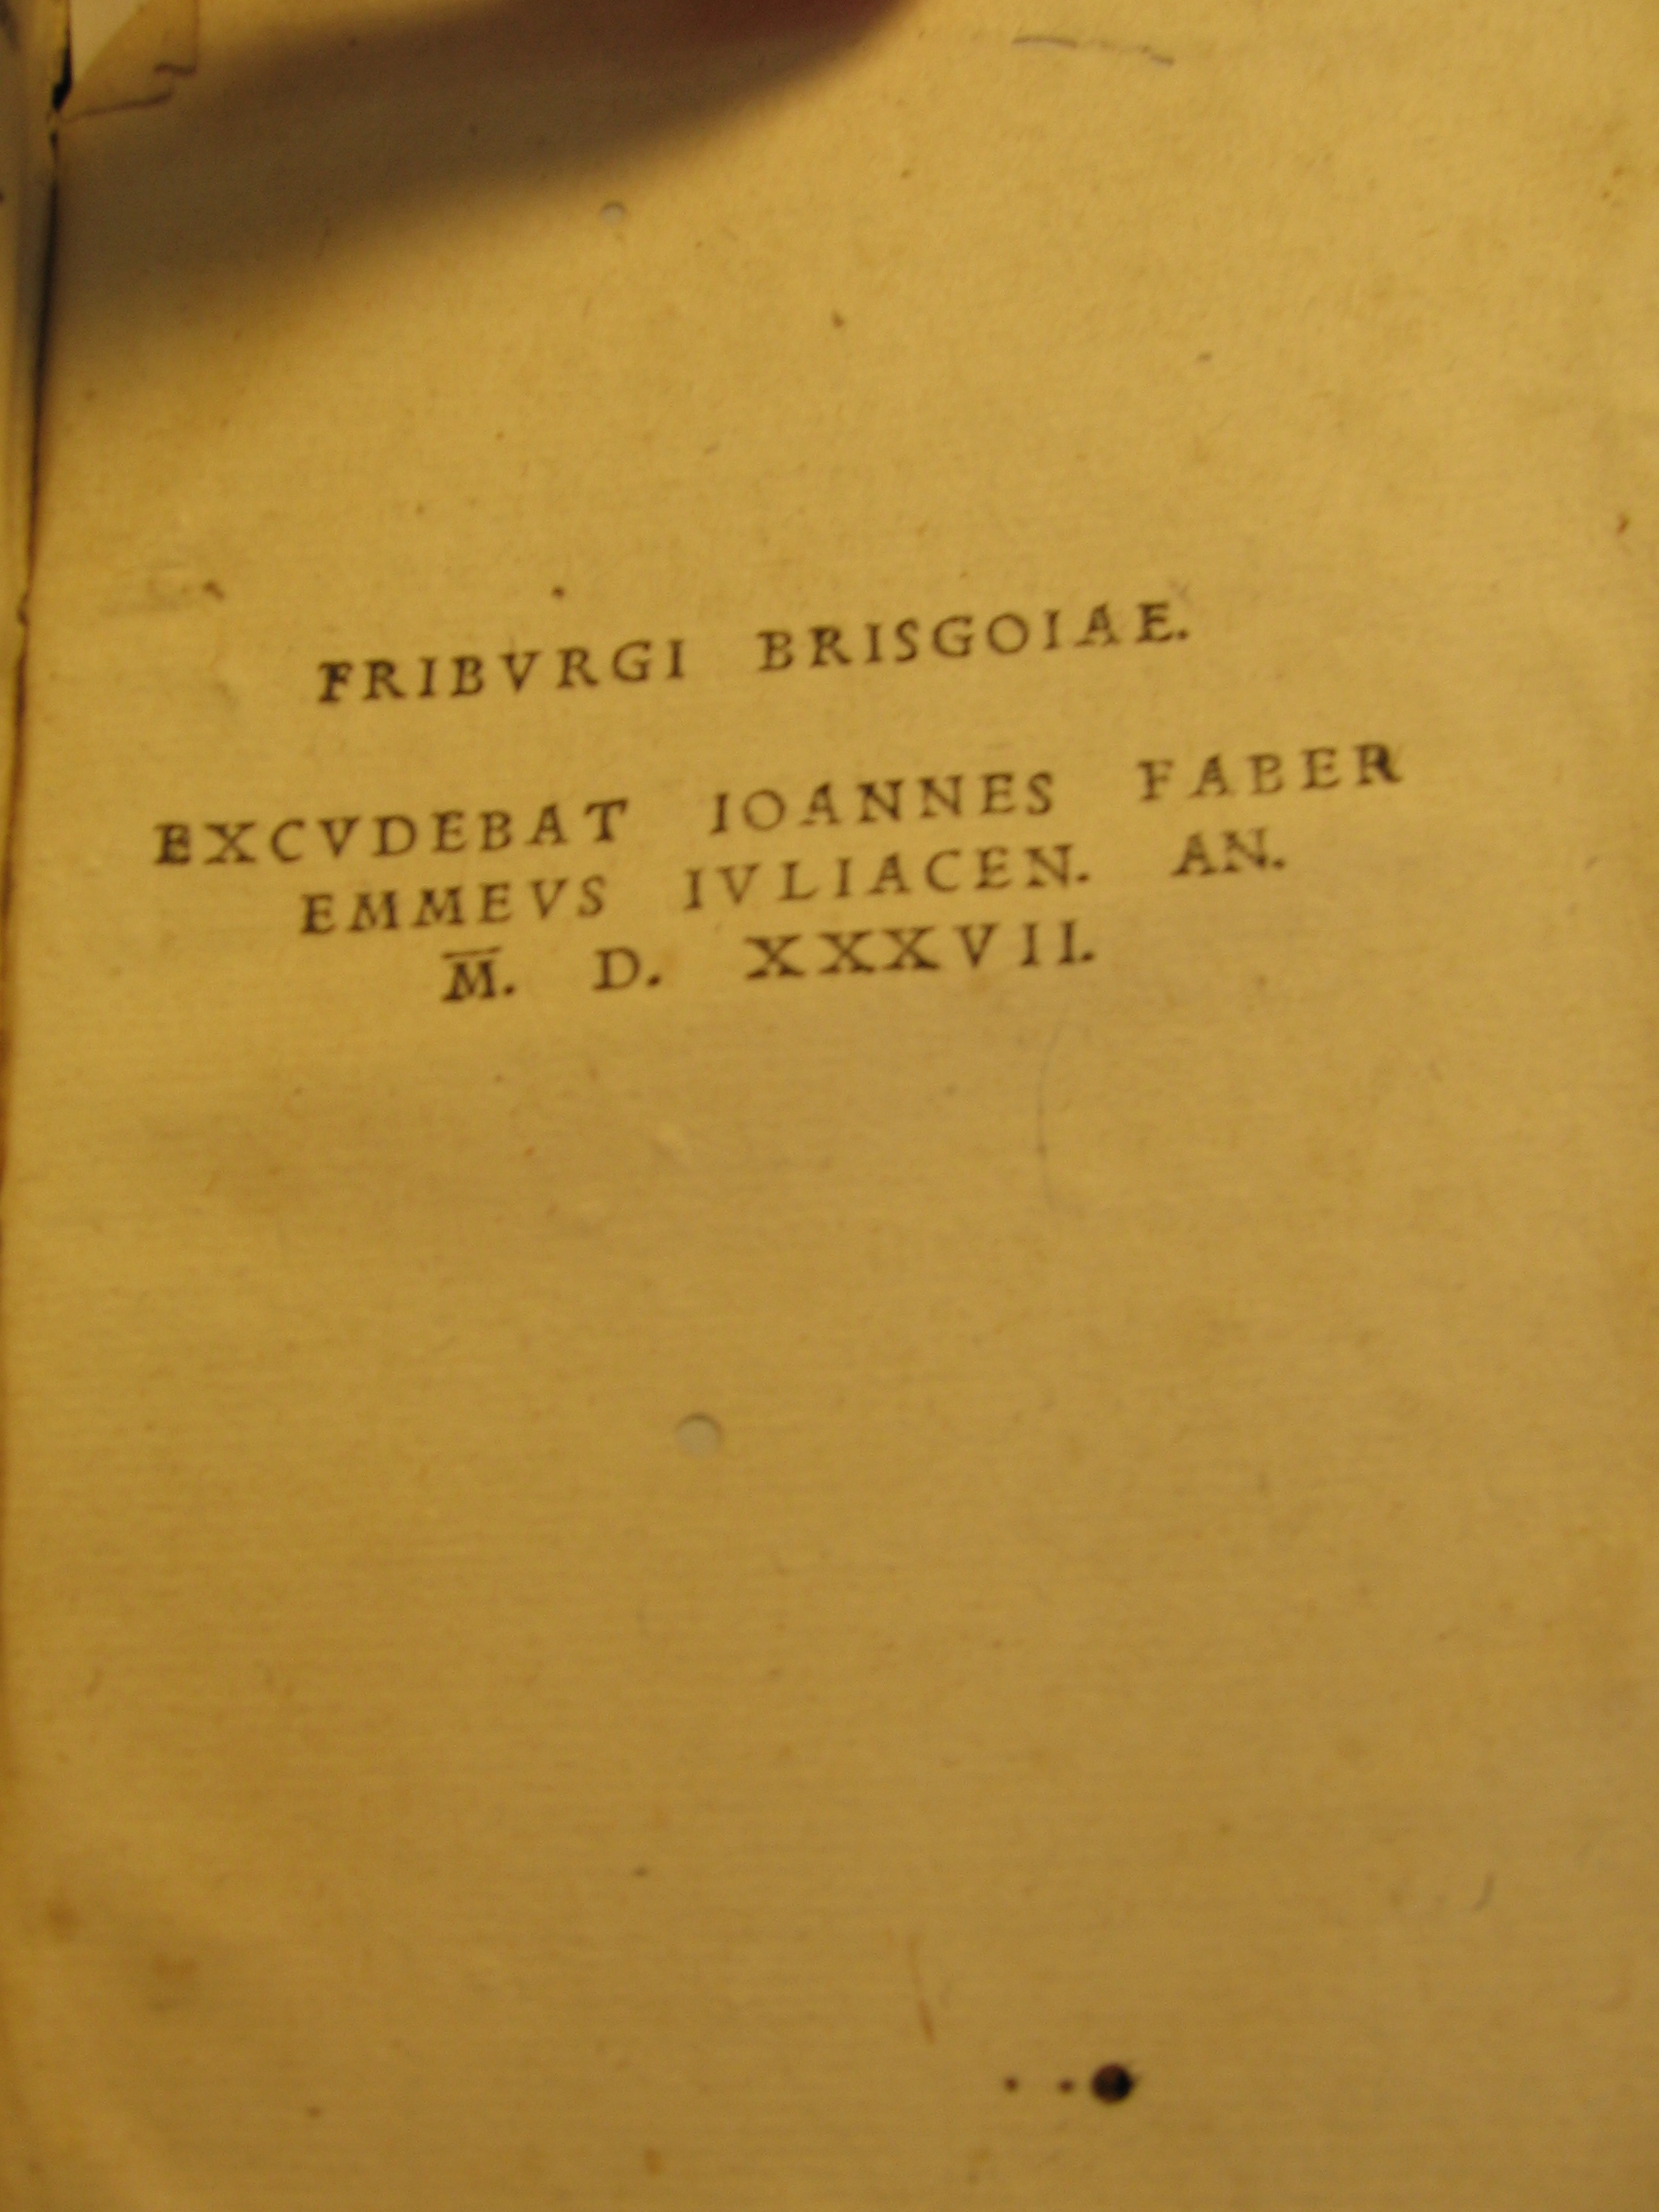 FRIBVRGI BRISGOIAE.
EXCVDEBAT IOANNES FABER
EMMEVS IVLIACEN. AN.
M̅. D. XXXVII.